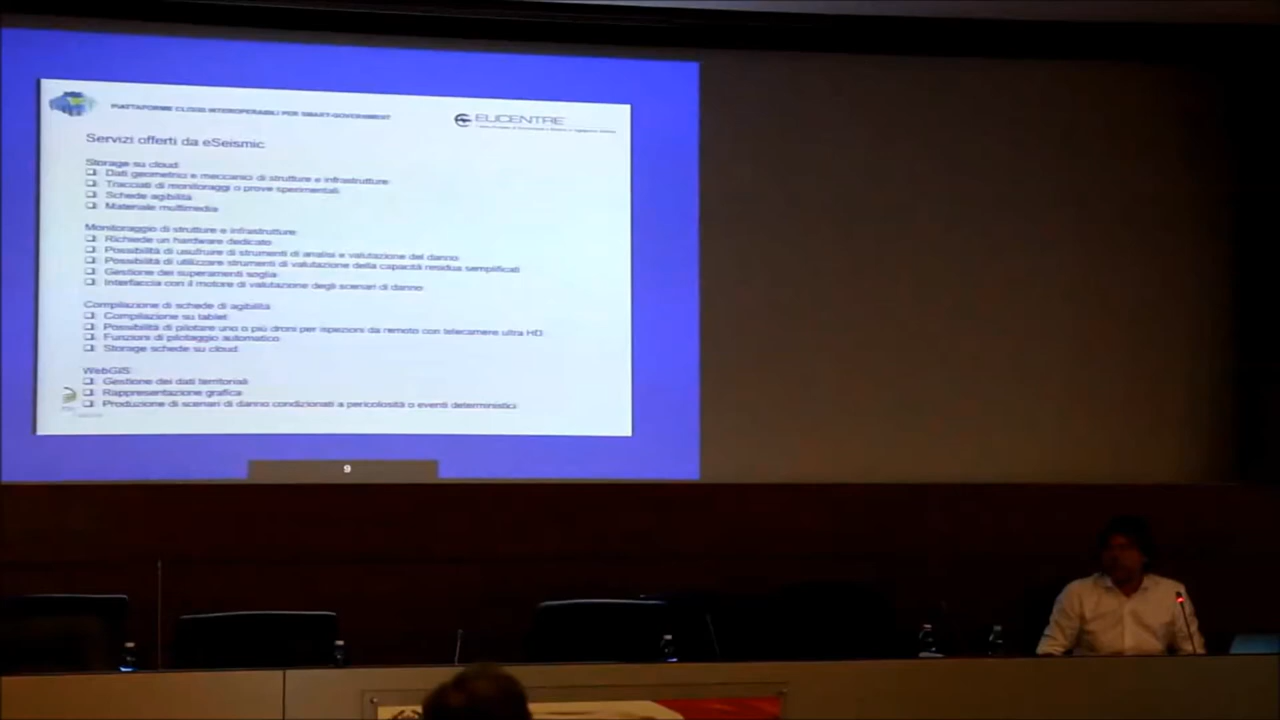 PIATTAFORME CLOUD INTEROPERABILI PER SMART-GOVERNMENT
EUCENTRE
Servizi offerti da eSeismic
Storage su cloud:
❑ Dati geometrici e meccanici di strutture e infrastrutture
❑ Tracciati di monitoraggi o prove sperimentali
❑ Schede agibilità
❑ Materiale multimedia
Monitoraggio di strutture e infrastrutture:
❑ Richiede un hardware dedicato
❑ Possibilità di usufruire di strumenti di analisi e valutazione del danno
❑ Possibilità di utilizzare strumenti di valutazione della capacità residua semplificati
❑ Gestione dei superamenti soglia
❑ Interfaccia con il motore di valutazione degli scenari di danno
Compilazione di schede di agibilità
❑ Compilazione su tablet
❑ Possibilità di pilotare uno o più droni per ispezioni da remoto con telecamere ultra HD
❑ Funzioni di pilotaggio automatico
❑ Storage schede su cloud
WebGIS
❑ Gestione dei dati territoriali
❑ Rappresentazione grafica
❑ Produzione di scenari di danno condizionati a pericolosità o eventi deterministici
9